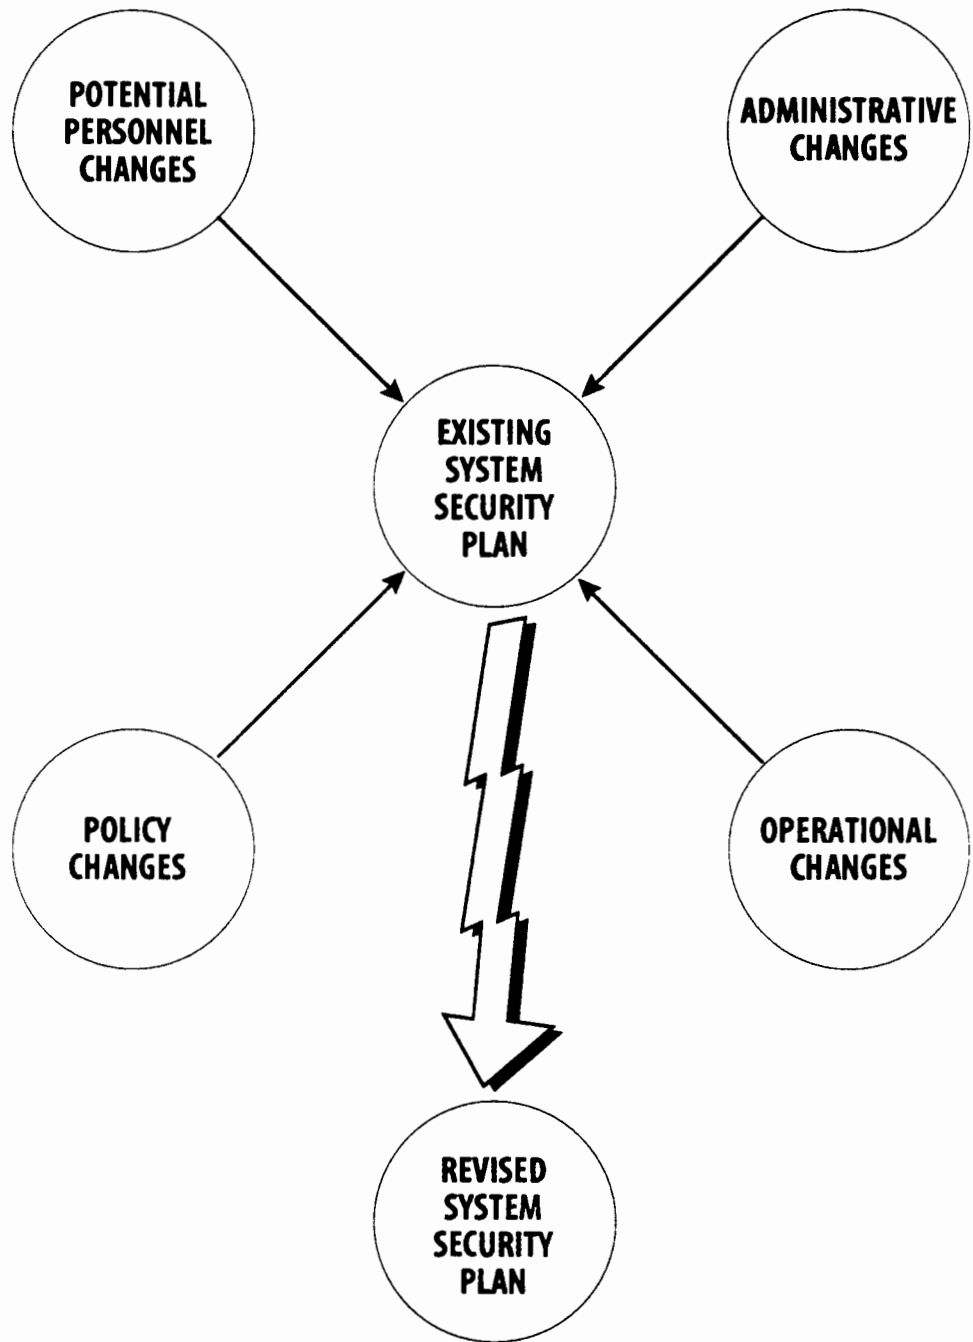 POTENTIAL
PERSONNEL
CHANGES
ADMINISTRATIVE
CHANGES
EXISTING
SYSTEM
SECURITY
PLAN
POLICY
CHANGES
OPERATIONAL
CHANGES
REVISED
SYSTEM
SECURITY
PLAN